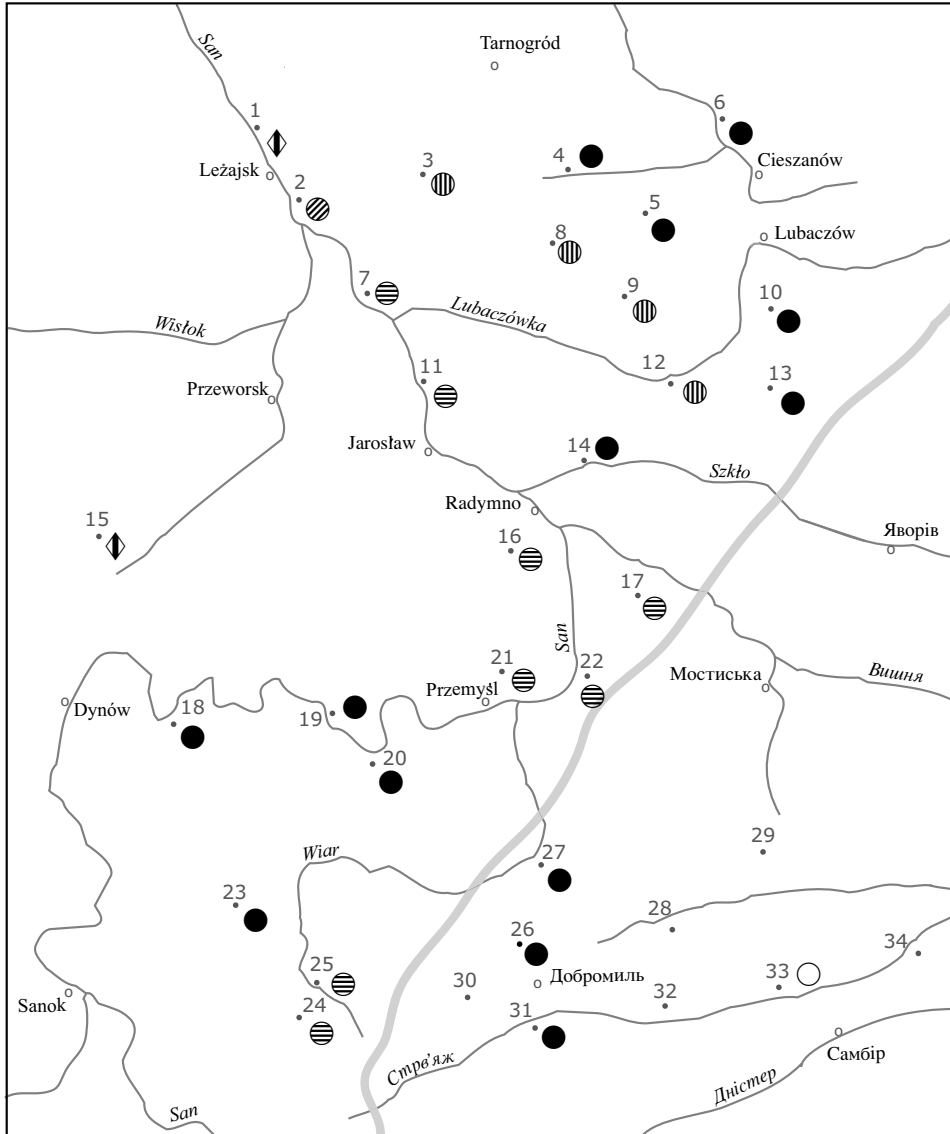 San
Tarnogród
1
6
3
4
Leżajsk
Cieszanów
2
5
8
Lubaczów
7
9
10
Lubaczówka
Wisłok
12
13
11
Przeworsk
14
Jarosław
Szkło
Radymno
15
16
Яворів
17
San
21
22
Przemyśl
Мостиська
Вишня
Dynów
18
19
20
Wiar
27
29
23
28
26
34
25
30
Добромиль
33
Sanok
24
32
31
Самбір
Стрв’яж
Дністер
San